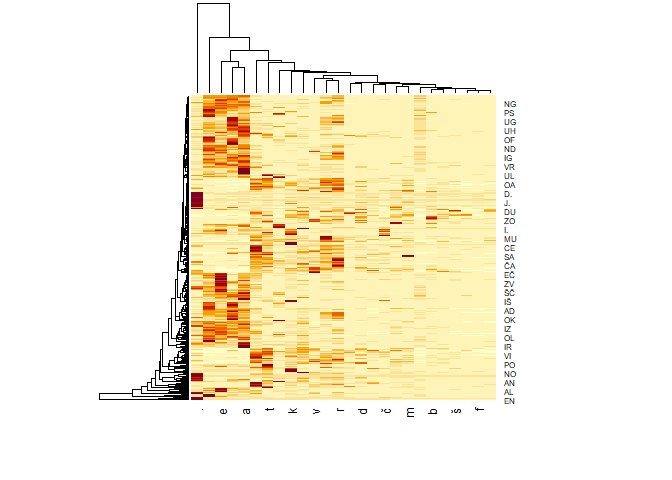 NG
PS
UG
UH
OF
ND
IG
VR
UL
OA
D.
J.
DU
ZO
I.
MU
CE
SA
ČA
EČ
ZV
ŠČ
IŠ
AD
OK
IZ
OL
IR
VI
PO
NO
AN
AL
EN
. e a t k v r d č m b š f